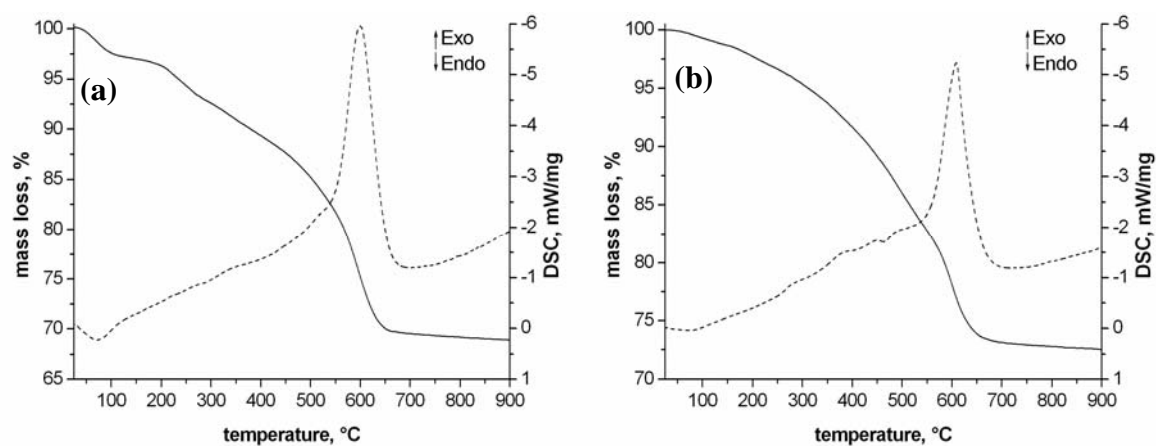 (a)
Exo
Endo
mass loss, %
100
95
90
85
80
75
70
65
-6
-5
-4
-3
-2
-1
0
1
DSC, mW/mg
0 100 200 300 400 500 600 700 800 900
temperature, °C
(b)
Exo
Endo
mass loss, %
100
95
90
85
80
75
70
-6
-5
-4
-3
-2
-1
0
1
DSC, mW/mg
100 200 300 400 500 600 700 800 900
temperature, °C